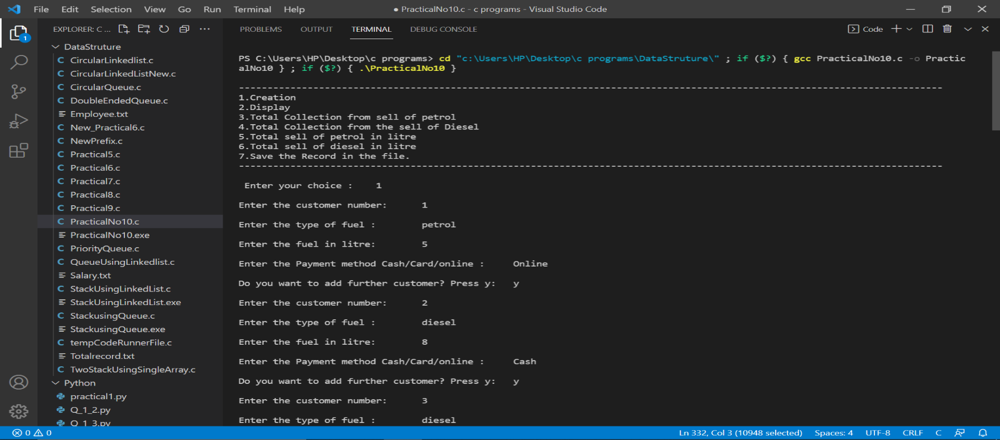 File Edit Selection View Go Run Terminal Help
● PracticalNo10.c - c programs - Visual Studio Code
EXPLORER: C ...
PROBLEMS OUTPUT TERMINAL DEBUG CONSOLE
Code
1
DataStruture
CircularLinkedlist.c
CircularLinkedListNew.c
CircularQueue.c
DoubleEndedQueue.c
Employee.txt
New_Practical6.c
NewPrefix.c
Practical5.c
Practical6.c
Practical7.c
Practical8.c
Practical9.c
PracticalNo10.c
PracticalNo10.exe
PriorityQueue.c
QueueUsingLinkedlist.c
Salary.txt
StackUsingLinkedList.c
StackUsingLinkedList.exe
StackusingQueue.c
StackusingQueue.exe
tempCodeRunnerFile.c
Totalrecord.txt
TwoStackUsingSingleArray.c
Python
practical1.py
Q_1_2.py
Q_1_3.py
PS C:\Users\HP\Desktop\c programs> cd "c:\Users\HP\Desktop\c programs\DataStruture\" ; if ($?) { gcc PracticalNo10.c -o Practic
alNo10 } ; if ($?) { .\PracticalNo10 }
---------------------------------------------------------------------------------------------------------------------------
1.Creation
2.Display
3.Total Collection from sell of petrol
4.Total Collection from the sell of Diesel
5.Total sell of petrol in litre
6.Total sell of diesel in litre
7.Save the Record in the file.
---------------------------------------------------------------------------------------------------------------------------
Enter your choice : 1
Enter the customer number: 1
Enter the type of fuel : petrol
Enter the fuel in litre: 5
Enter the Payment method Cash/Card/online : Online
Do you want to add further customer? Press y: y
Enter the customer number: 2
Enter the type of fuel : diesel
Enter the fuel in litre: 8
Enter the Payment method Cash/Card/online : Cash
Do you want to add further customer? Press y: y
Enter the customer number: 3
Enter the type of fuel : diesel
0 0
Ln 332, Col 3 (10948 selected) Spaces: 4 UTF-8 CRLF C